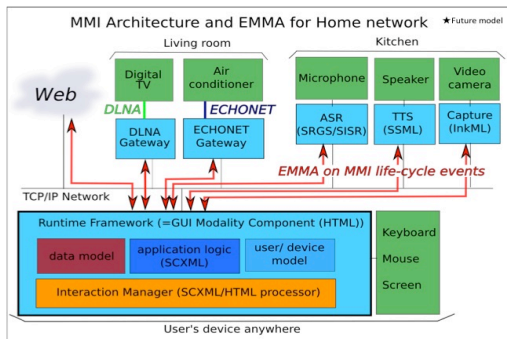 MMI Architecture and EMMA for Home network
★Future model
Living room
Kitchen
Digital TV
Air conditioner
Microphone
Speaker
Video camera
Web
DLNA
ECHONET
DLNA Gateway
ECHONET Gateway
ASR (SRGS/SISR)
TTS (SSML)
Capture (InkML)
EMMA on MMI life-cycle events
TCP/IP Network
Runtime Framework (=GUI Modality Component (HTML))
data model
application logic (SCXML)
user/ device model
Interaction Manager (SCXML/HTML processor)
Keyboard
Mouse
Screen
User's device anywhere